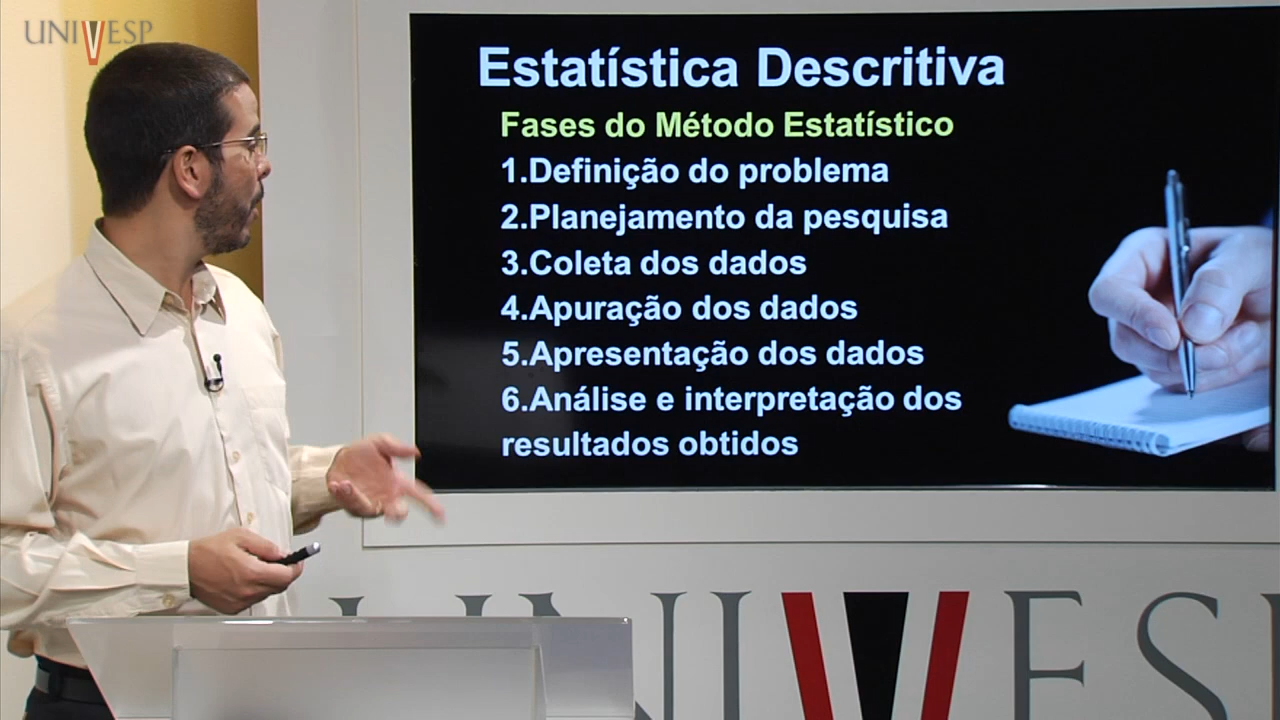 UNIVESP
Estatística Descritiva
Fases do Método Estatístico
1.Definição do problema
2.Planejamento da pesquisa
3.Coleta dos dados
4.Apuração dos dados
5.Apresentação dos dados
6.Análise e interpretação dos
resultados obtidos
UNIVES